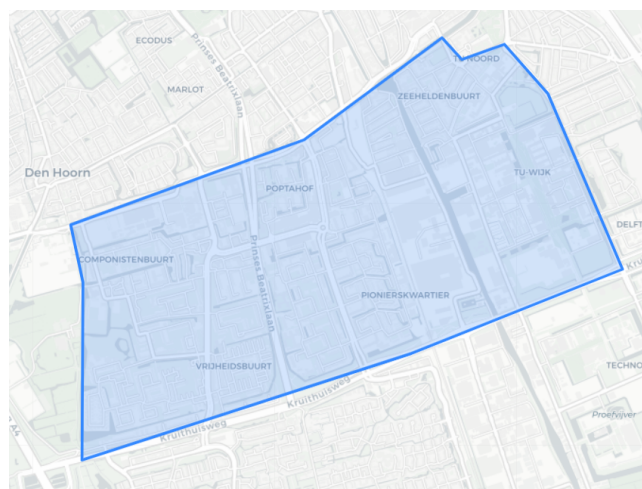 ECODUS
Prinses Beatrixlaan
TU-NOORD
MARLOT
ZEEHELDENBUURT
Den Hoorn
TU-WIJK
POPTAHOF
DELFT
COMPONISTENBUURT
Prinses Beatrixlaan
Kru
PIONIERSKWARTIER
VRIJHEIDSBUURT
TECHNO
Kruithuisweg
Proefvijver
Kruithuisweg